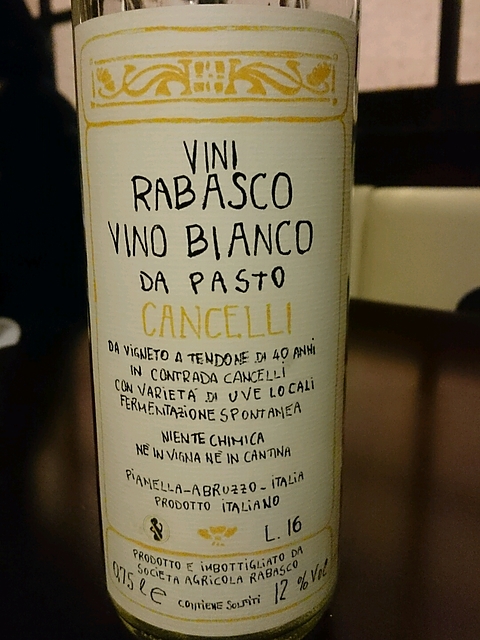 VINI
RABASCO
VINO BIANCO
DA PASTO
CANCELLI
DA VIGNETO A TENDONE DI 40 ANNI
IN CONTRADA CANCELLI
CON VARIETÀ DI UVE LOCALI
FERMENTAZIONE SPONTANEA
NIENTE CHIMICA
NÈ IN VIGNA NÈ IN CANTINA
PIANELLA-ABRUZZO-ITALIA
PRODOTTO ITALIANO
L. 16
PRODOTTO E IMBOTTIGLIATO DA
SOCIETA AGRICOLA RABASCO
0,75 l e CONTIENE SOLFITI 12 % Vol